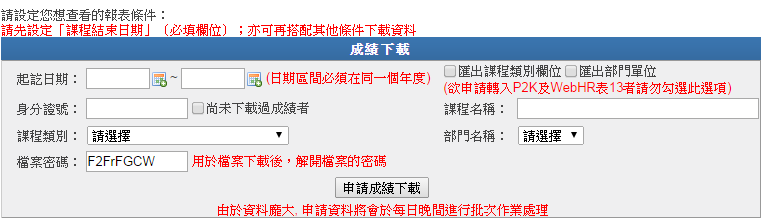 請設定您想查看的報表條件：
請先設定「課程結束日期」（必填欄位）；亦可再搭配其他條件下載資料
成績下載
起訖日期： ~ (日期區間必須在同一個年度) 匯出課程類別欄位 匯出部門單位
(欲申請轉入P2K及WebHR表13者請勿勾選此選項)
身分證號： 尚未下載過成績者 課程名稱：
課程類別： 請選擇 部門名稱： 請選擇
檔案密碼： F2FrFGCW 用於檔案下載後，解開檔案的密碼
申請成績下載
由於資料龐大, 申請資料將會於每日晚間進行批次作業處理